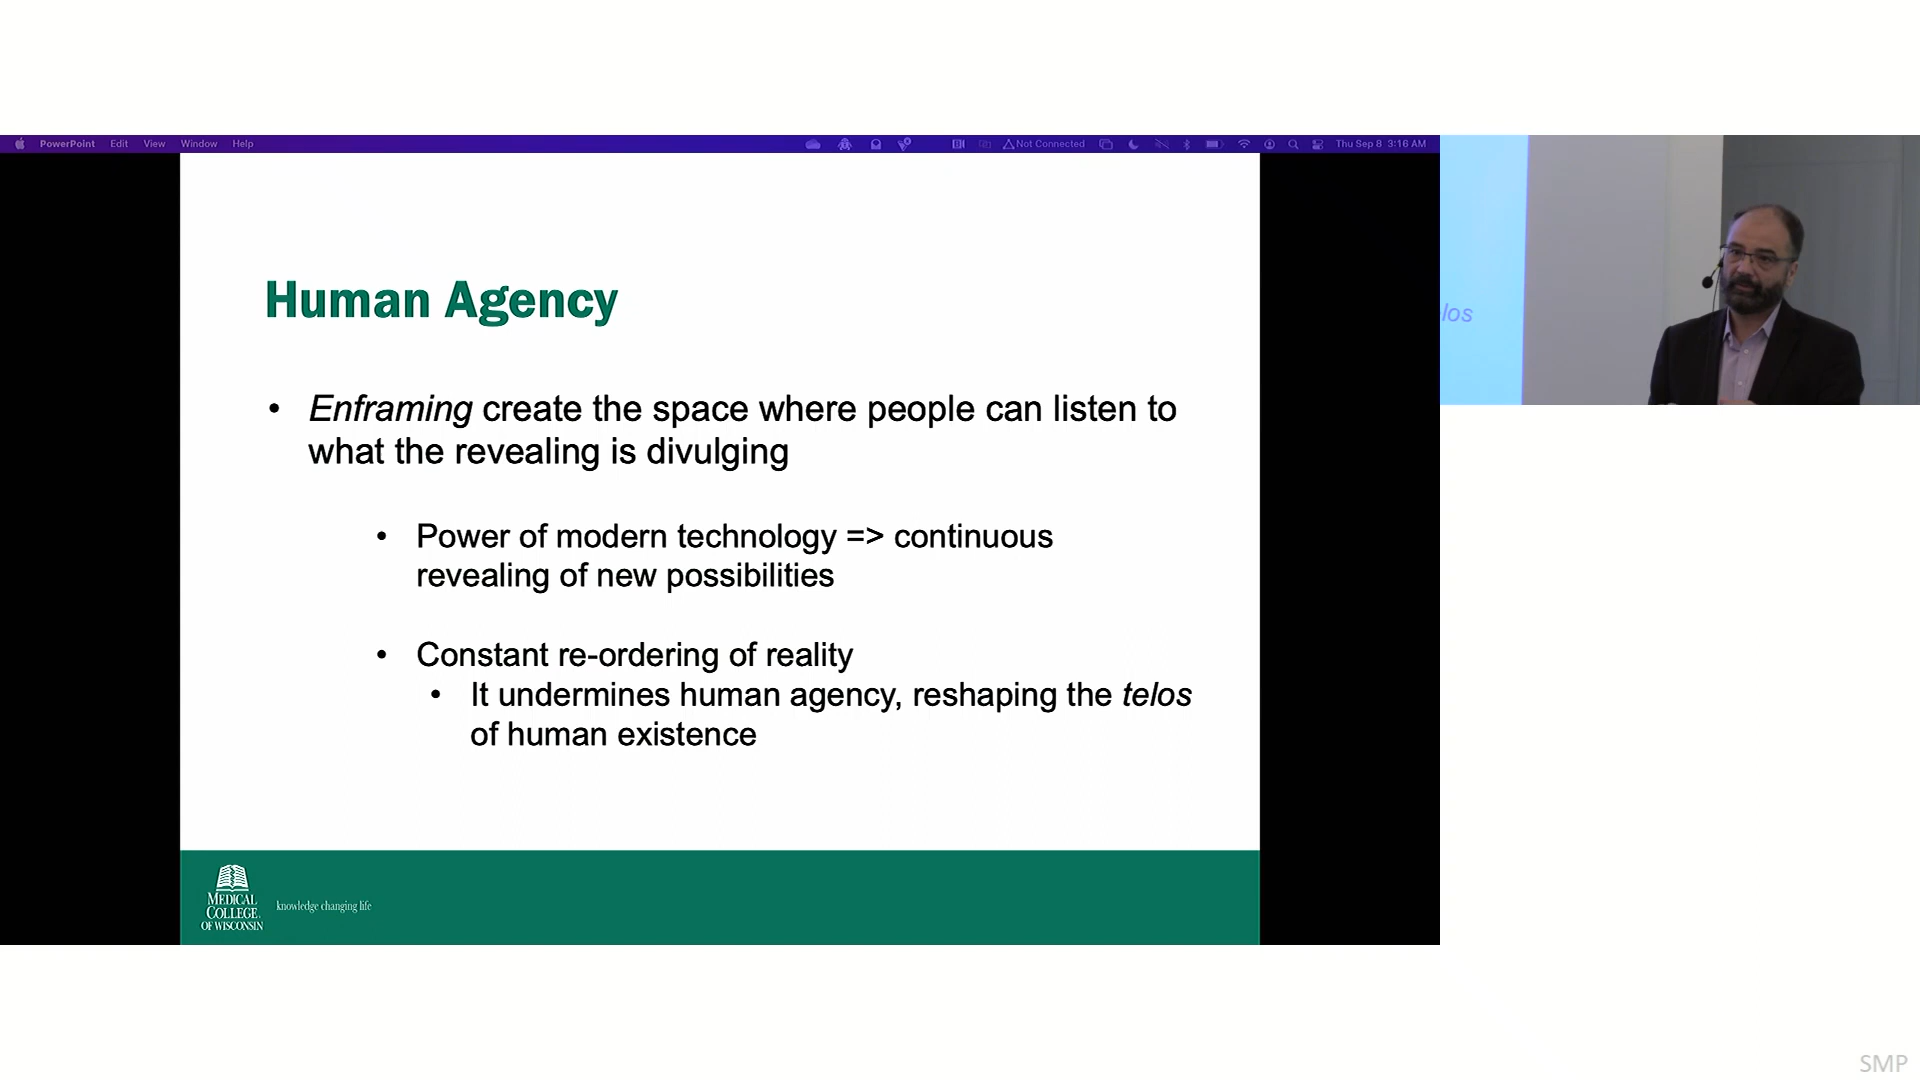 PowerPoint Edit View Window Help Not Connected Thu Sep 8 3:16 AM
Human Agency
• Enframing create the space where people can listen to
what the revealing is divulging
• Power of modern technology => continuous
revealing of new possibilities
• Constant re-ordering of reality
• It undermines human agency, reshaping the telos
of human existence
MEDICAL
COLLEGE
OF WISCONSIN
knowledge changing life
los
SMP